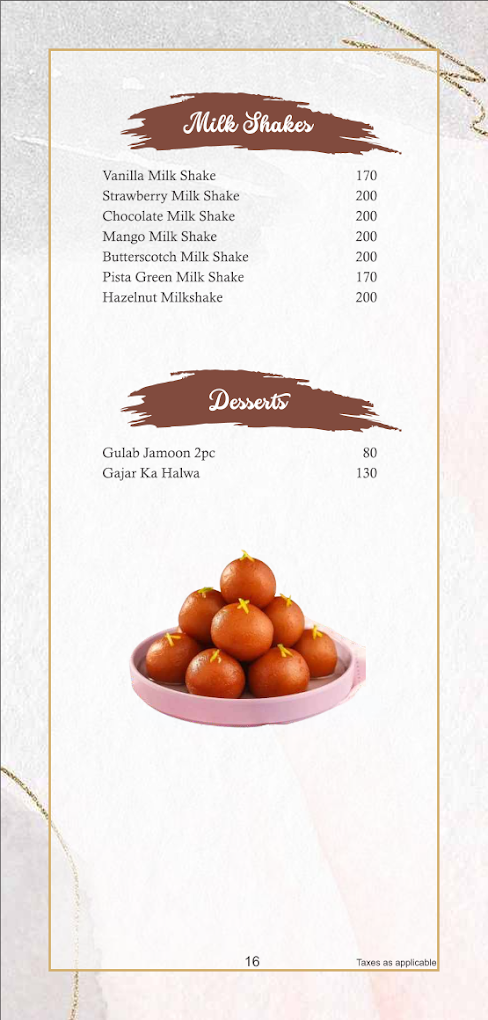 Milk Shakes
Vanilla Milk Shake 170
Strawberry Milk Shake 200
Chocolate Milk Shake 200
Mango Milk Shake 200
Butterscotch Milk Shake 200
Pista Green Milk Shake 170
Hazelnut Milkshake 200
Desserts
Gulab Jamoon 2pc 80
Gajar Ka Halwa 130
16
Taxes as applicable